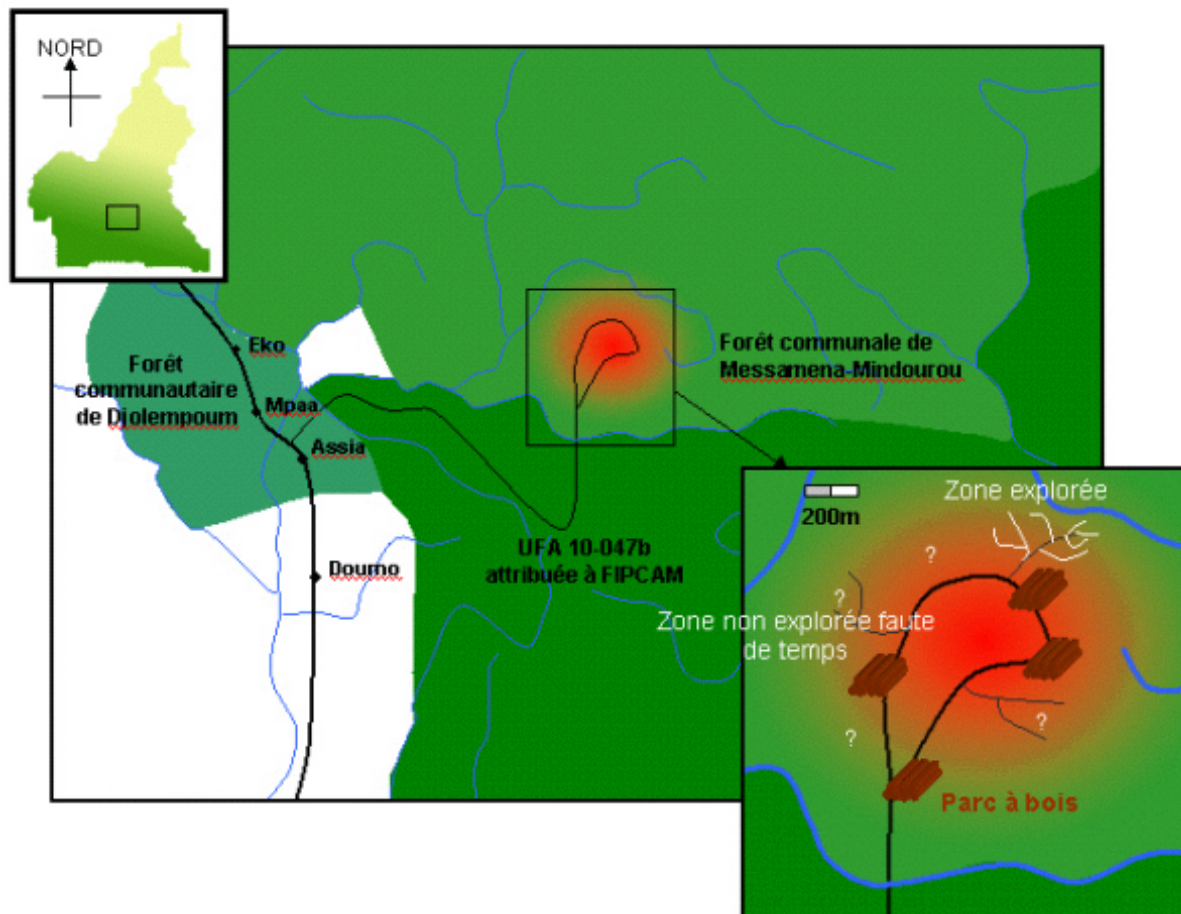 NORD
Eko
Forêt
communautaire
de Djolempoum
Mpaa
Assia
Doumo
Forêt communale de
Messamena-Mindourou
UFA 10-047b
attribuée à FIPCAM
200m
Zone explorée
?
?
Zone non explorée faute
de temps
?
?
Parc à bois